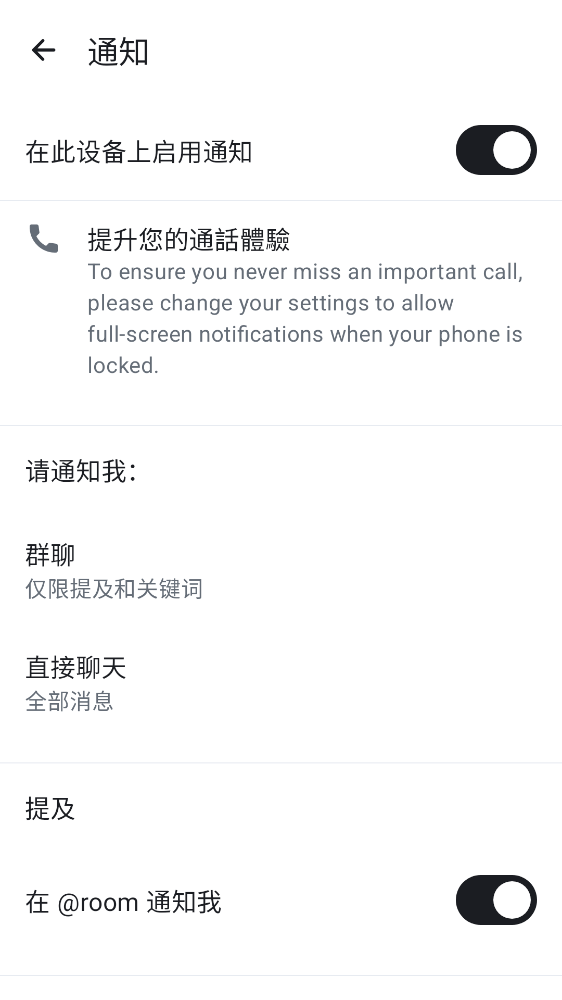 通知
在此设备上启用通知
提升您的通話體驗
To ensure you never miss an important call,
please change your settings to allow
full-screen notifications when your phone is
locked.
请通知我：
群聊
仅限提及和关键词
直接聊天
全部消息
提及
在 @room 通知我